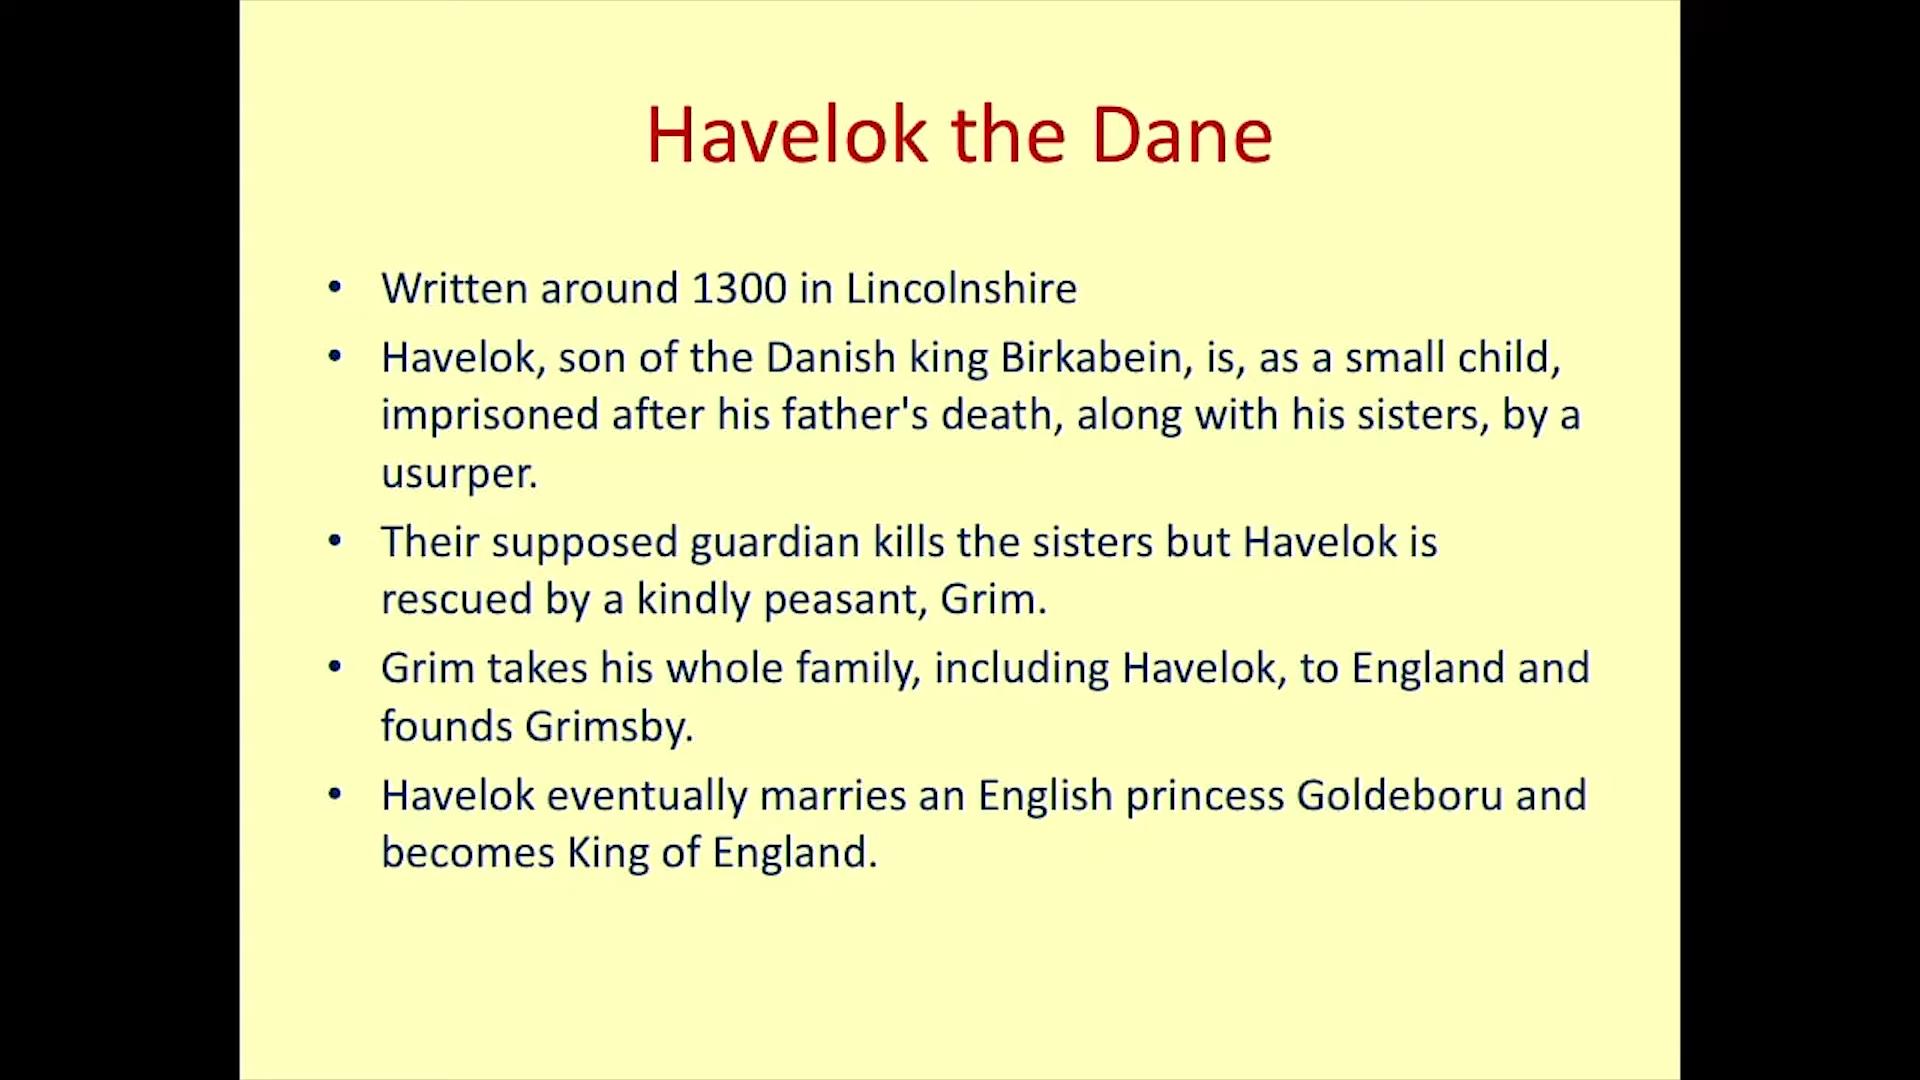 Havelok the Dane
• Written around 1300 in Lincolnshire
• Havelok, son of the Danish king Birkabein, is, as a small child,
imprisoned after his father's death, along with his sisters, by a
usurper.
• Their supposed guardian kills the sisters but Havelok is
rescued by a kindly peasant, Grim.
• Grim takes his whole family, including Havelok, to England and
founds Grimsby.
• Havelok eventually marries an English princess Goldeboru and
becomes King of England.